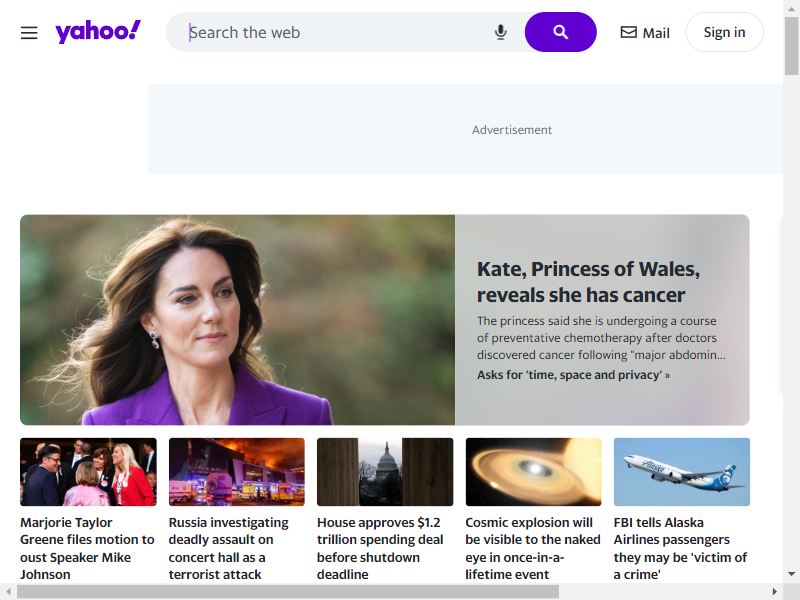 yahoo!
Search the web
Mail
Sign in
Advertisement
Kate, Princess of Wales,
reveals she has cancer
The princess said she is undergoing a course
of preventative chemotherapy after doctors
discovered cancer following "major abdomin...
Asks for 'time, space and privacy' »
Alaska
Marjorie Taylor
Greene files motion to
oust Speaker Mike
Johnson
Russia investigating
deadly assault on
concert hall as a
terrorist attack
House approves $1.2
trillion spending deal
before shutdown
deadline
Cosmic explosion will
be visible to the naked
eye in once-in-a-
lifetime event
FBI tells Alaska
Airlines passengers
they may be 'victim of
a crime'